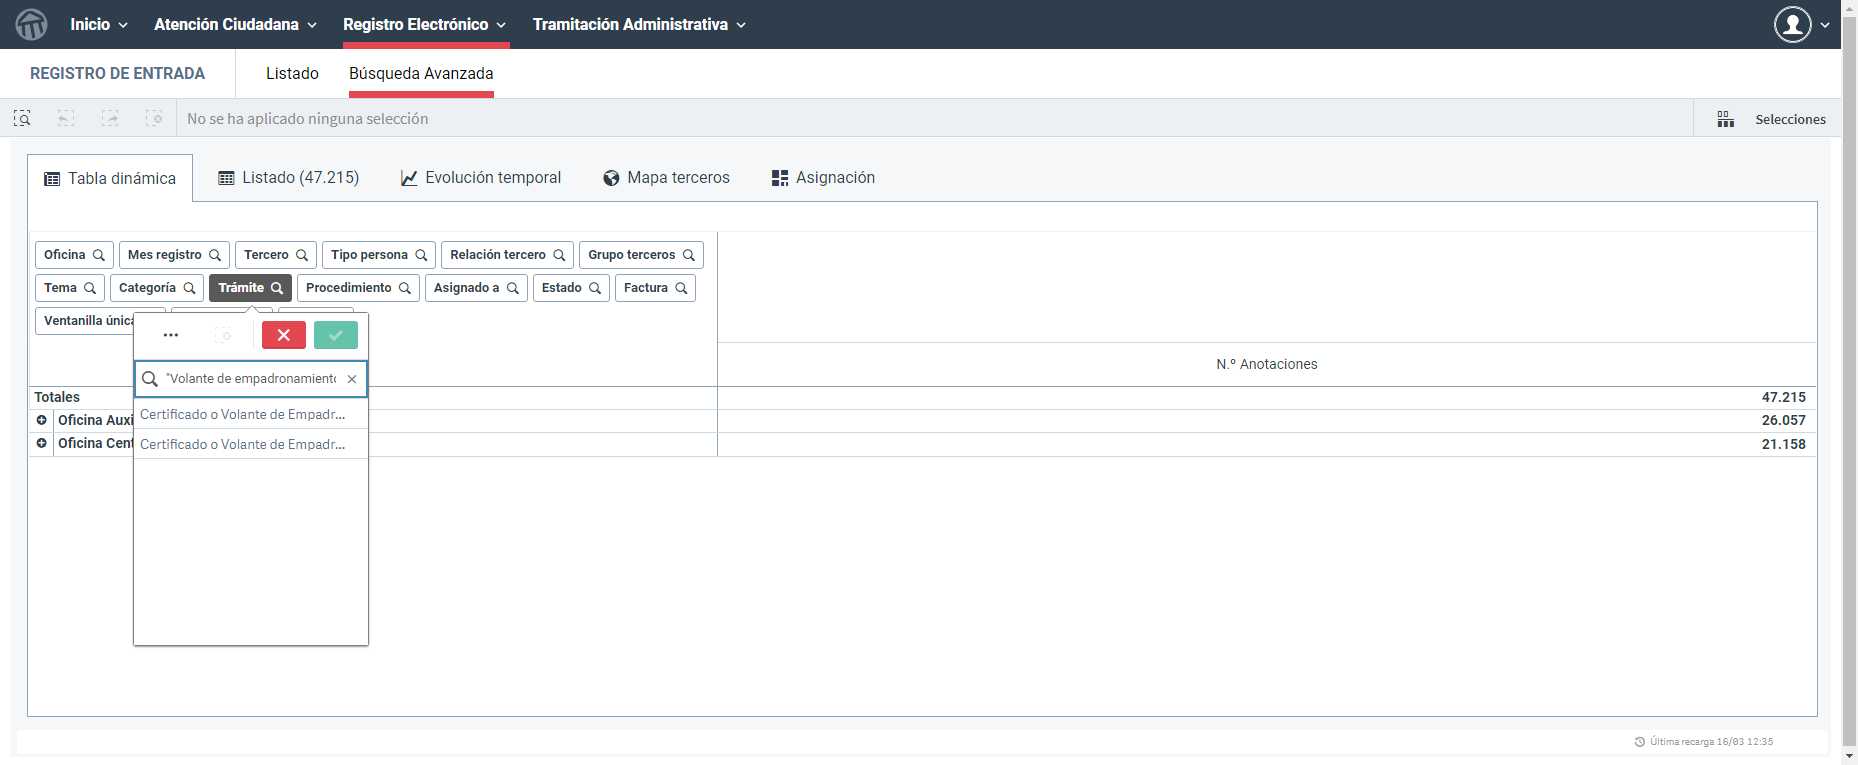 Inicio Atención Ciudadana Registro Electrónico Tramitación Administrativa
REGISTRO DE ENTRADA Listado Búsqueda Avanzada
No se ha aplicado ninguna selección Selecciones
Tabla dinámica Listado (47.215) Evolución temporal Mapa terceros Asignación
Oficina Mes registro Tercero Tipo persona Relación tercero Grupo terceros
Tema Categoría Trámite Procedimiento Asignado a Estado Factura
Ventanilla única
"Volante de empadronamiento
N.º Anotaciones
Totales 47.215
Certificado o Volante de Empadr...
Oficina Auxi 26.057
Oficina Cent 21.158
Certificado o Volante de Empadr...
Última recarga 16/03 12:35